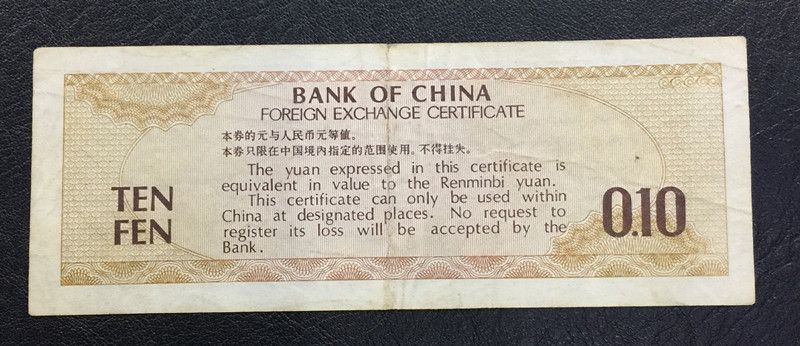 BANK OF CHINA
FOREIGN EXCHANGE CERTIFICATE
本券的元与人民币元等值。
本券只限在中国境内指定的范围使用。不得挂失。
The yuan expressed in this certificate is
equivalent in value to the Renminbi yuan.
This certificate can only be used within
China at designated places. No request to
register its loss will be accepted by the
Bank.
TEN
FEN
0.10